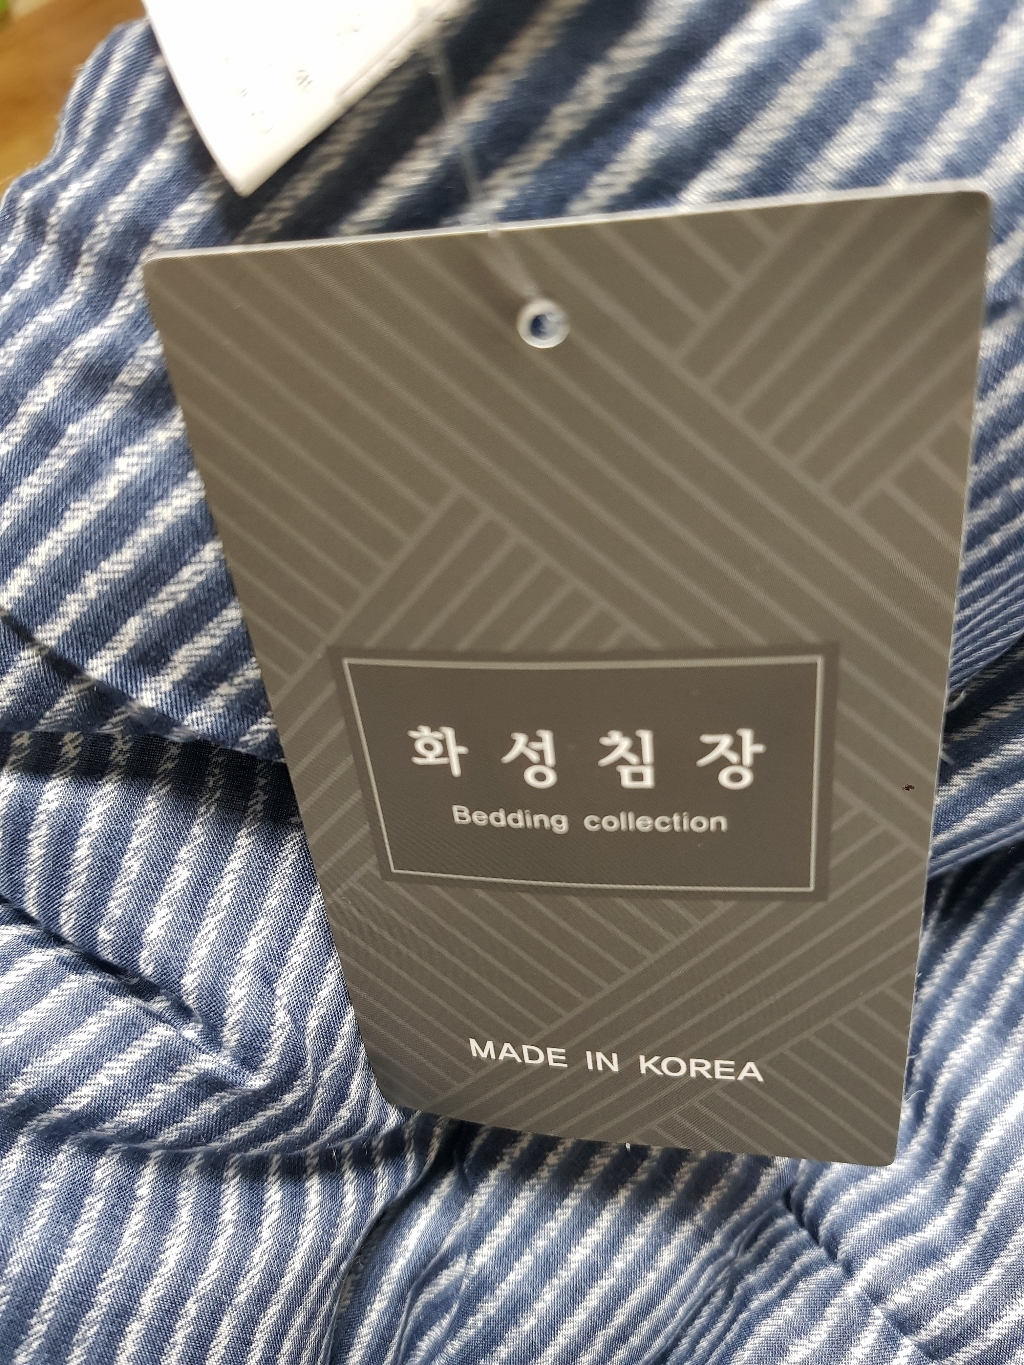 화성침장
Bedding collection
MADE IN KOREA